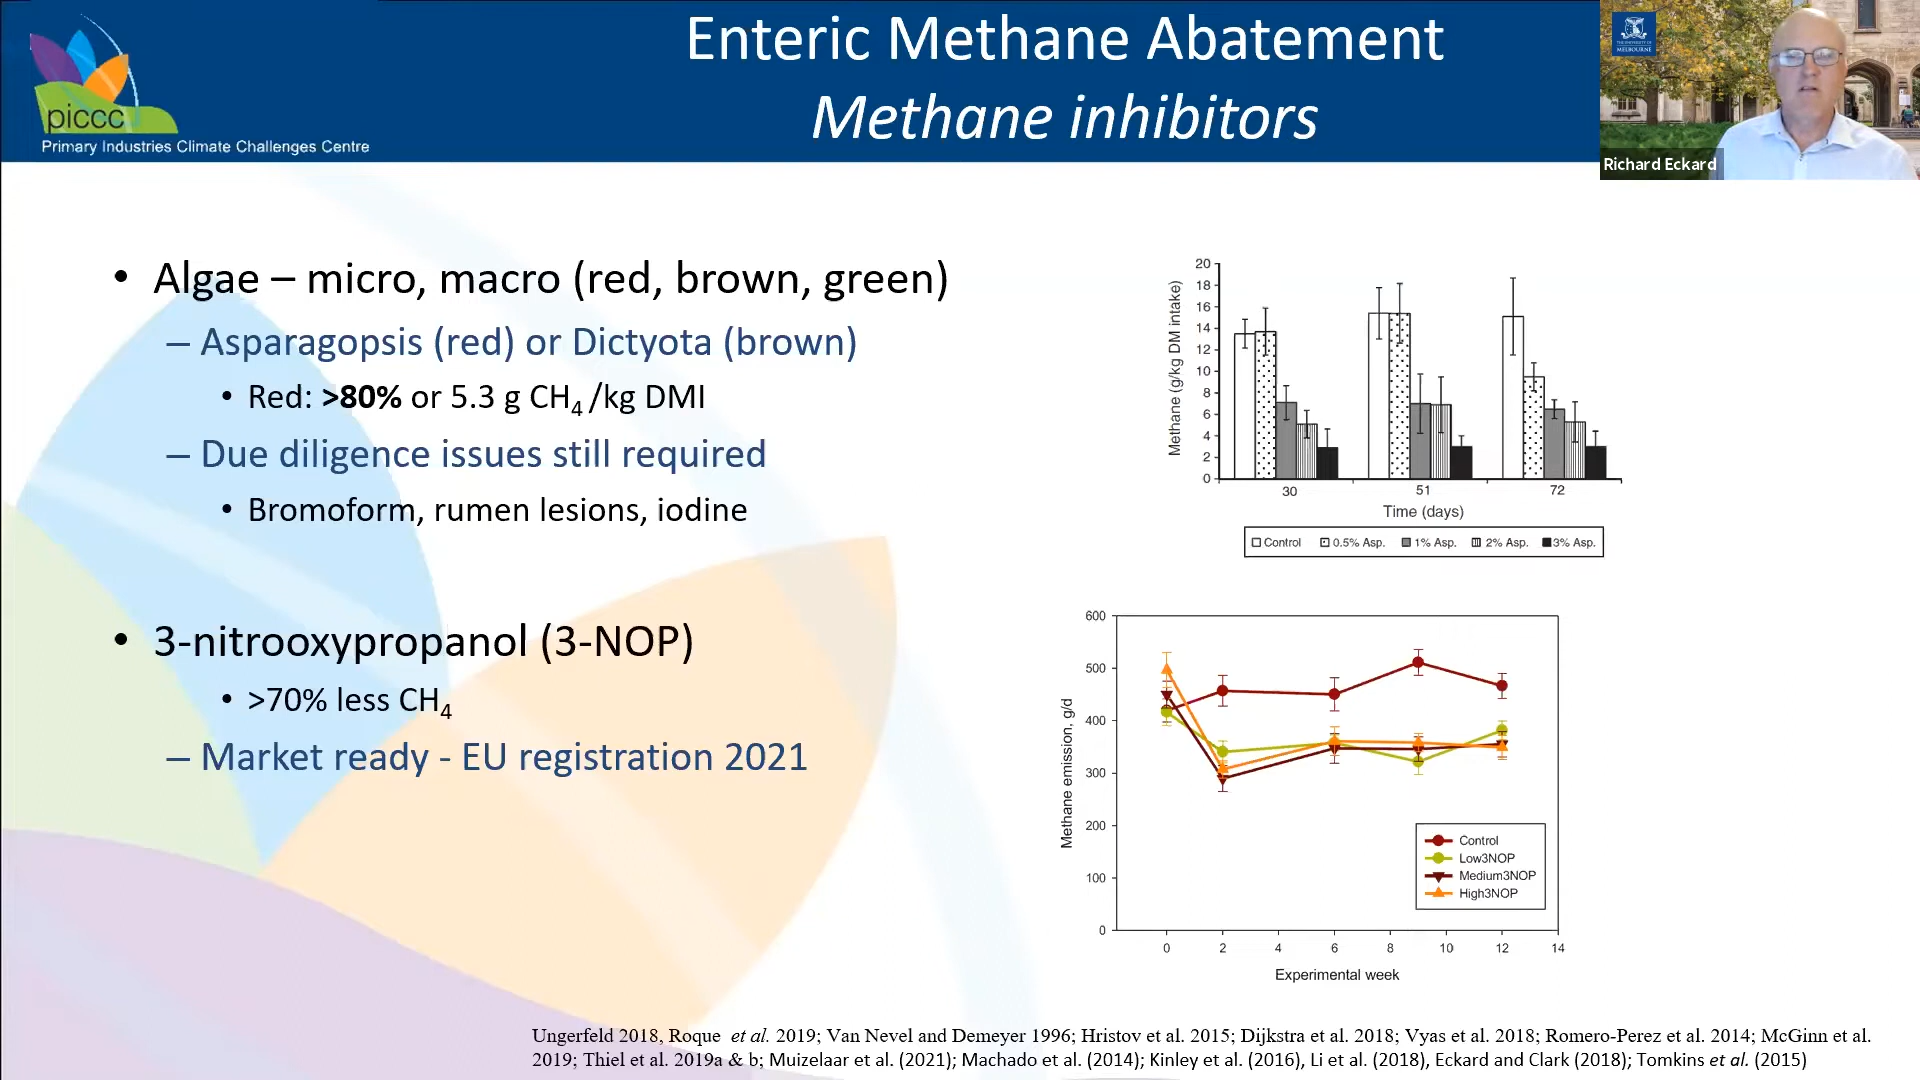 Enteric Methane Abatement
Methane inhibitors
piccc
Primary Industries Climate Challenges Centre
THE UNIVERSITY OF
MELBOURNE
Richard Eckard
• Algae – micro, macro (red, brown, green)
– Asparagopsis (red) or Dictyota (brown)
• Red: >80% or 5.3 g CH4 /kg DMI
– Due diligence issues still required
• Bromoform, rumen lesions, iodine
• 3-nitrooxypropanol (3-NOP)
• >70% less CH4
– Market ready - EU registration 2021
Methane (g/kg DM intake)
20
18
16
14
12
10
8
6
4
2
0
30 51 72
Time (days)
Control 0.5% Asp. 1% Asp. 2% Asp. 3% Asp.
Methane emission, g/d
600
500
400
300
200
100
0
Control
Low3NOP
Medium3NOP
High3NOP
0 2 4 6 8 10 12 14
Experimental week
Ungerfeld 2018, Roque et al. 2019; Van Nevel and Demeyer 1996; Hristov et al. 2015; Dijkstra et al. 2018; Vyas et al. 2018; Romero-Perez et al. 2014; McGinn et al.
2019; Thiel et al. 2019a & b; Muizelaar et al. (2021); Machado et al. (2014); Kinley et al. (2016), Li et al. (2018), Eckard and Clark (2018); Tomkins et al. (2015)